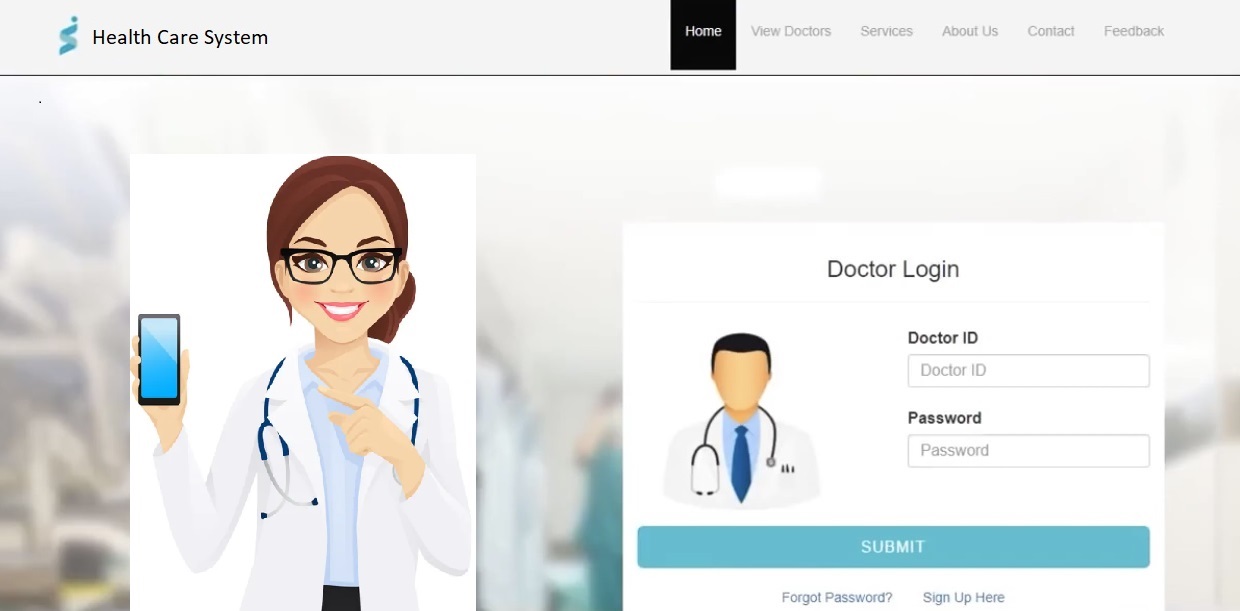 Health Care System
Home View Doctors Services About Us Contact Feedback
.
Doctor Login
Doctor ID
Doctor ID
Password
Password
SUBMIT
Forgot Password? Sign Up Here